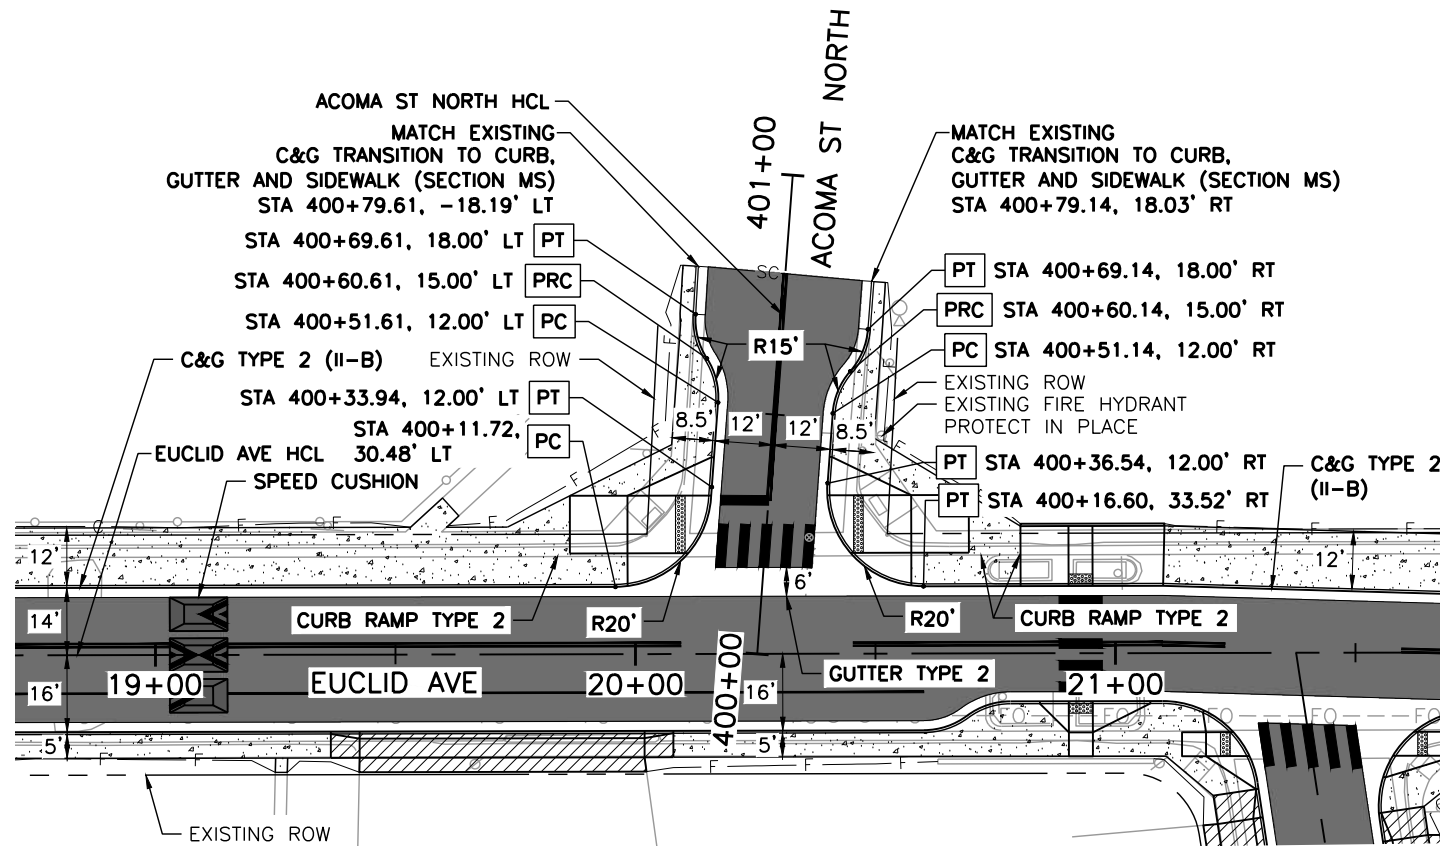 ACOMA ST NORTH HCL
MATCH EXISTING
C&G TRANSITION TO CURB,
GUTTER AND SIDEWALK (SECTION MS)
STA 400+79.61, -18.19' LT
STA 400+69.61, 18.00' LT PT
STA 400+60.61, 15.00' LT PRC
STA 400+51.61, 12.00' LT PC
C&G TYPE 2 (II-B)
EXISTING ROW
STA 400+33.94, 12.00' LT PT
STA 400+11.72, PC
30.48' LT
EUCLID AVE HCL
SPEED CUSHION
401+00
ACOMA ST NORTH
MATCH EXISTING
C&G TRANSITION TO CURB,
GUTTER AND SIDEWALK (SECTION MS)
STA 400+79.14, 18.03' RT
PT STA 400+69.14, 18.00' RT
PRC STA 400+60.14, 15.00' RT
PC STA 400+51.14, 12.00' RT
EXISTING ROW
EXISTING FIRE HYDRANT
PROTECT IN PLACE
PT STA 400+36.54, 12.00' RT
PT STA 400+16.60, 33.52' RT
C&G TYPE 2
(II-B)
SC
R15'
8.5'
12'
12'
8.5'
F
F
F
F
F
F
F
F
12'
12'
14'
16'
5'
6'
CURB RAMP TYPE 2
R20'
R20'
CURB RAMP TYPE 2
GUTTER TYPE 2
19+00
EUCLID AVE
20+00
400+00
16'
21+00
5'
FO
FO
FO
FO
F
F
F
F
F
EXISTING ROW